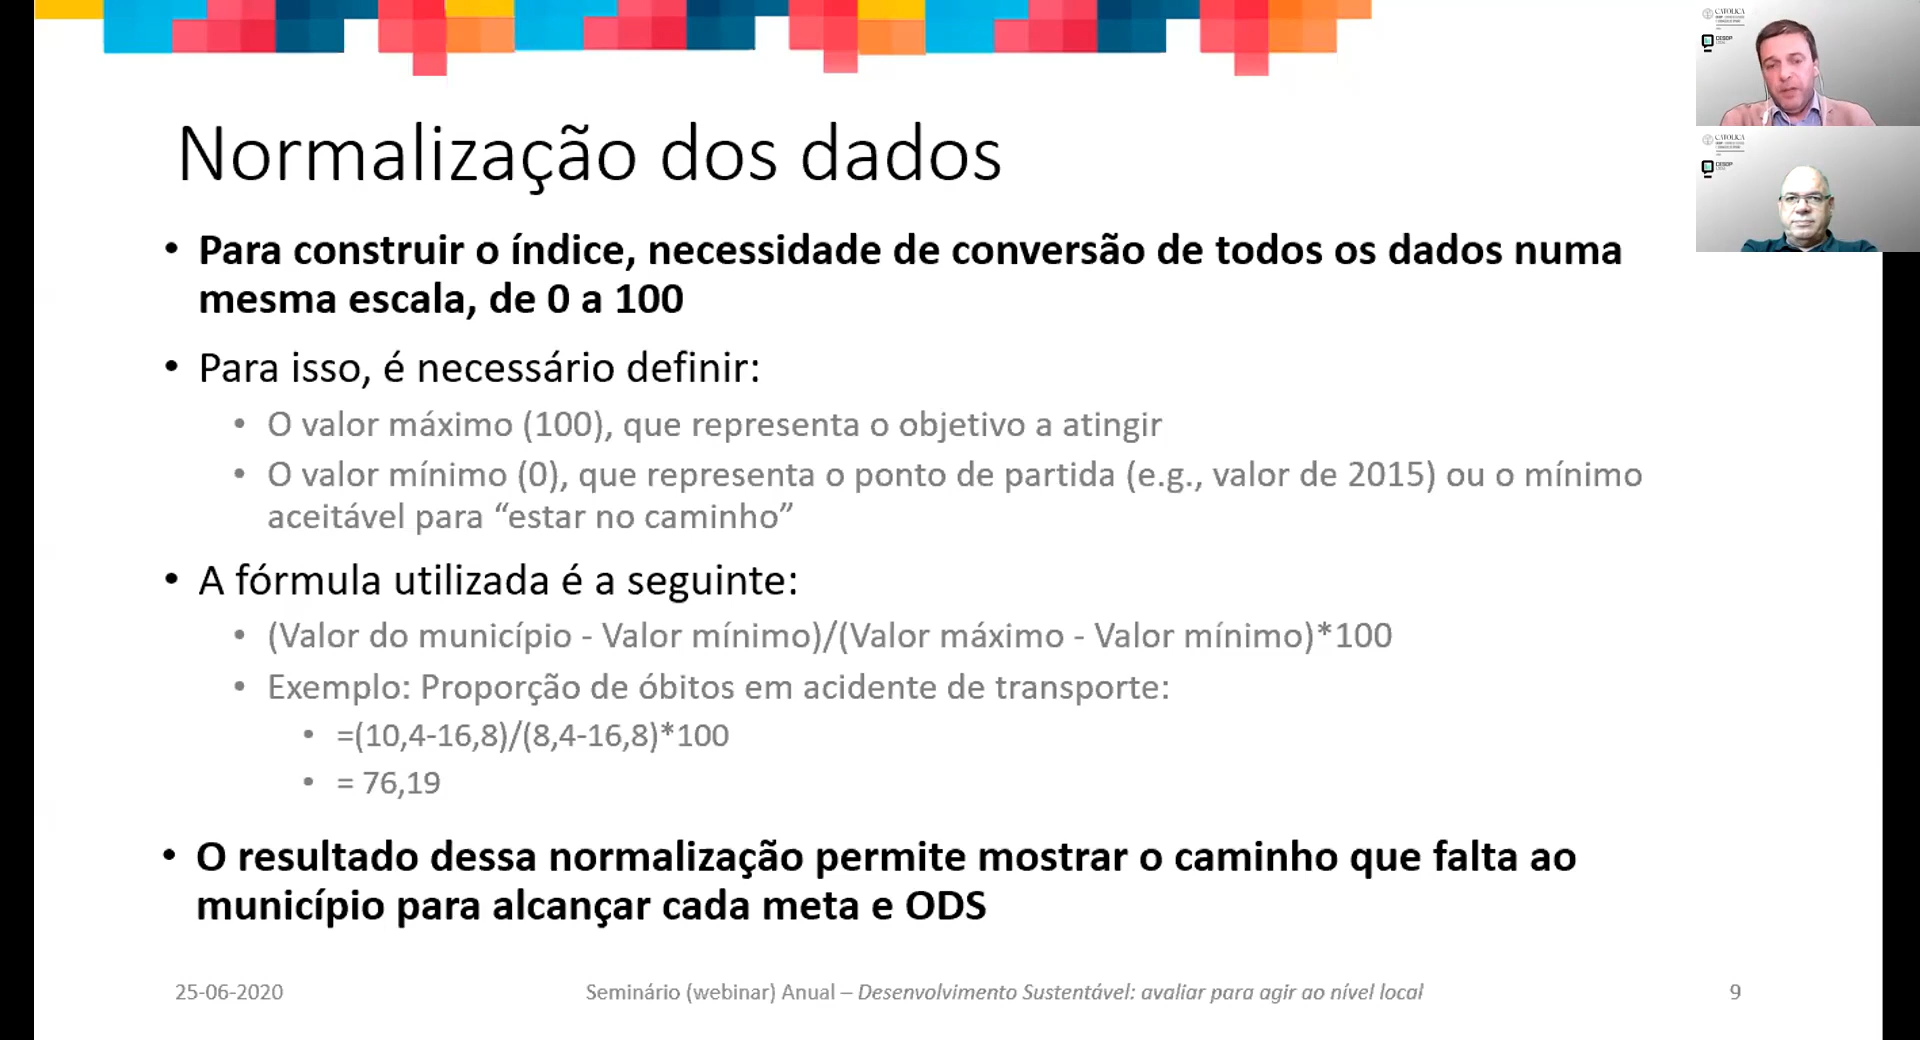 CATOLICA
CESOP
CATOLICA
CESOP
Normalização dos dados
• Para construir o índice, necessidade de conversão de todos os dados numa
mesma escala, de 0 a 100
• Para isso, é necessário definir:
• O valor máximo (100), que representa o objetivo a atingir
• O valor mínimo (0), que representa o ponto de partida (e.g., valor de 2015) ou o mínimo
aceitável para “estar no caminho”
• A fórmula utilizada é a seguinte:
• (Valor do município - Valor mínimo)/(Valor máximo - Valor mínimo)*100
• Exemplo: Proporção de óbitos em acidente de transporte:
• =(10,4-16,8)/(8,4-16,8)*100
• = 76,19
• O resultado dessa normalização permite mostrar o caminho que falta ao
município para alcançar cada meta e ODS
25-06-2020 Seminário (webinar) Anual – Desenvolvimento Sustentável: avaliar para agir ao nível local 9